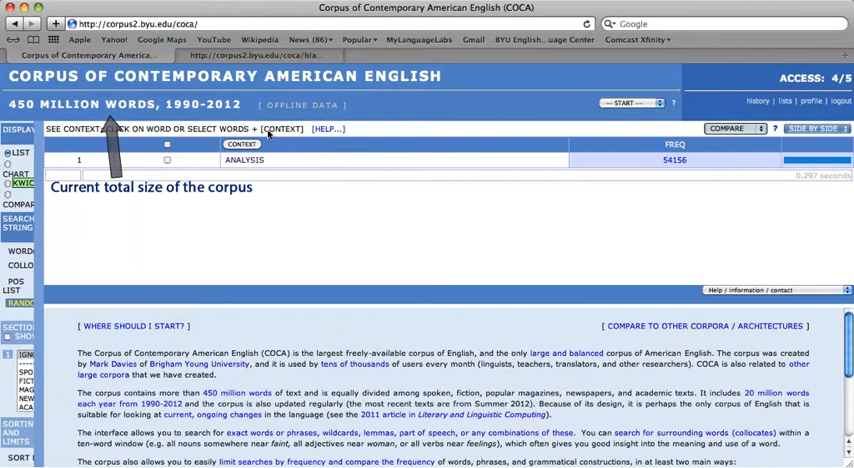 Corpus of Contemporary American English (COCA)
http://corpus2.byu.edu/coca/
Google
Apple Yahoo! Google Maps YouTube Wikipedia News (86) Popular MyLanguageLabs Gmail BYU English...uage Center Comcast Xfinity
Corpus of Contemporary America...
http://corpus2.byu.edu/coca/bla...
CORPUS OF CONTEMPORARY AMERICAN ENGLISH
ACCESS: 4/5
450 MILLION WORDS, 1990-2012 [ OFFLINE DATA ]
-- START -- ?
history | lists | profile | logout
DISPLAY
SEE CONTEXT: CLICK ON WORD OR SELECT WORDS + [CONTEXT] [HELP...]
COMPARE ? SIDE BY SIDE
CONTEXT FREQ
1 ANALYSIS 54156
0.297 seconds
Current total size of the corpus
LIST
CHART
KWIC
COMPAR
SEARCH
STRING
WORD
COLLO
POS
LIST
RANDO
SECTIO
SHO
1 IGNO
SPO
FICT
MAG
NEW
ACA
SORTIN
AND
LIMITS
SORT
Help / information / contact
[ WHERE SHOULD I START? ] [ COMPARE TO OTHER CORPORA / ARCHITECTURES ]
The Corpus of Contemporary American English (COCA) is the largest freely-available corpus of English, and the only large and balanced corpus of American English. The corpus was created
by Mark Davies of Brigham Young University, and it is used by tens of thousands of users every month (linguists, teachers, translators, and other researchers). COCA is also related to other
large corpora that we have created.
The corpus contains more than 450 million words of text and is equally divided among spoken, fiction, popular magazines, newspapers, and academic texts. It includes 20 million words
each year from 1990-2012 and the corpus is also updated regularly (the most recent texts are from Summer 2012). Because of its design, it is perhaps the only corpus of English that is
suitable for looking at current, ongoing changes in the language (see the 2011 article in Literary and Linguistic Computing).
The interface allows you to search for exact words or phrases, wildcards, lemmas, part of speech, or any combinations of these. You can search for surrounding words (collocates) within a
ten-word window (e.g. all nouns somewhere near faint, all adjectives near woman, or all verbs near feelings), which often gives you good insight into the meaning and use of a word.
The corpus also allows you to easily limit searches by frequency and compare the frequency of words, phrases, and grammatical constructions, in at least two main ways: